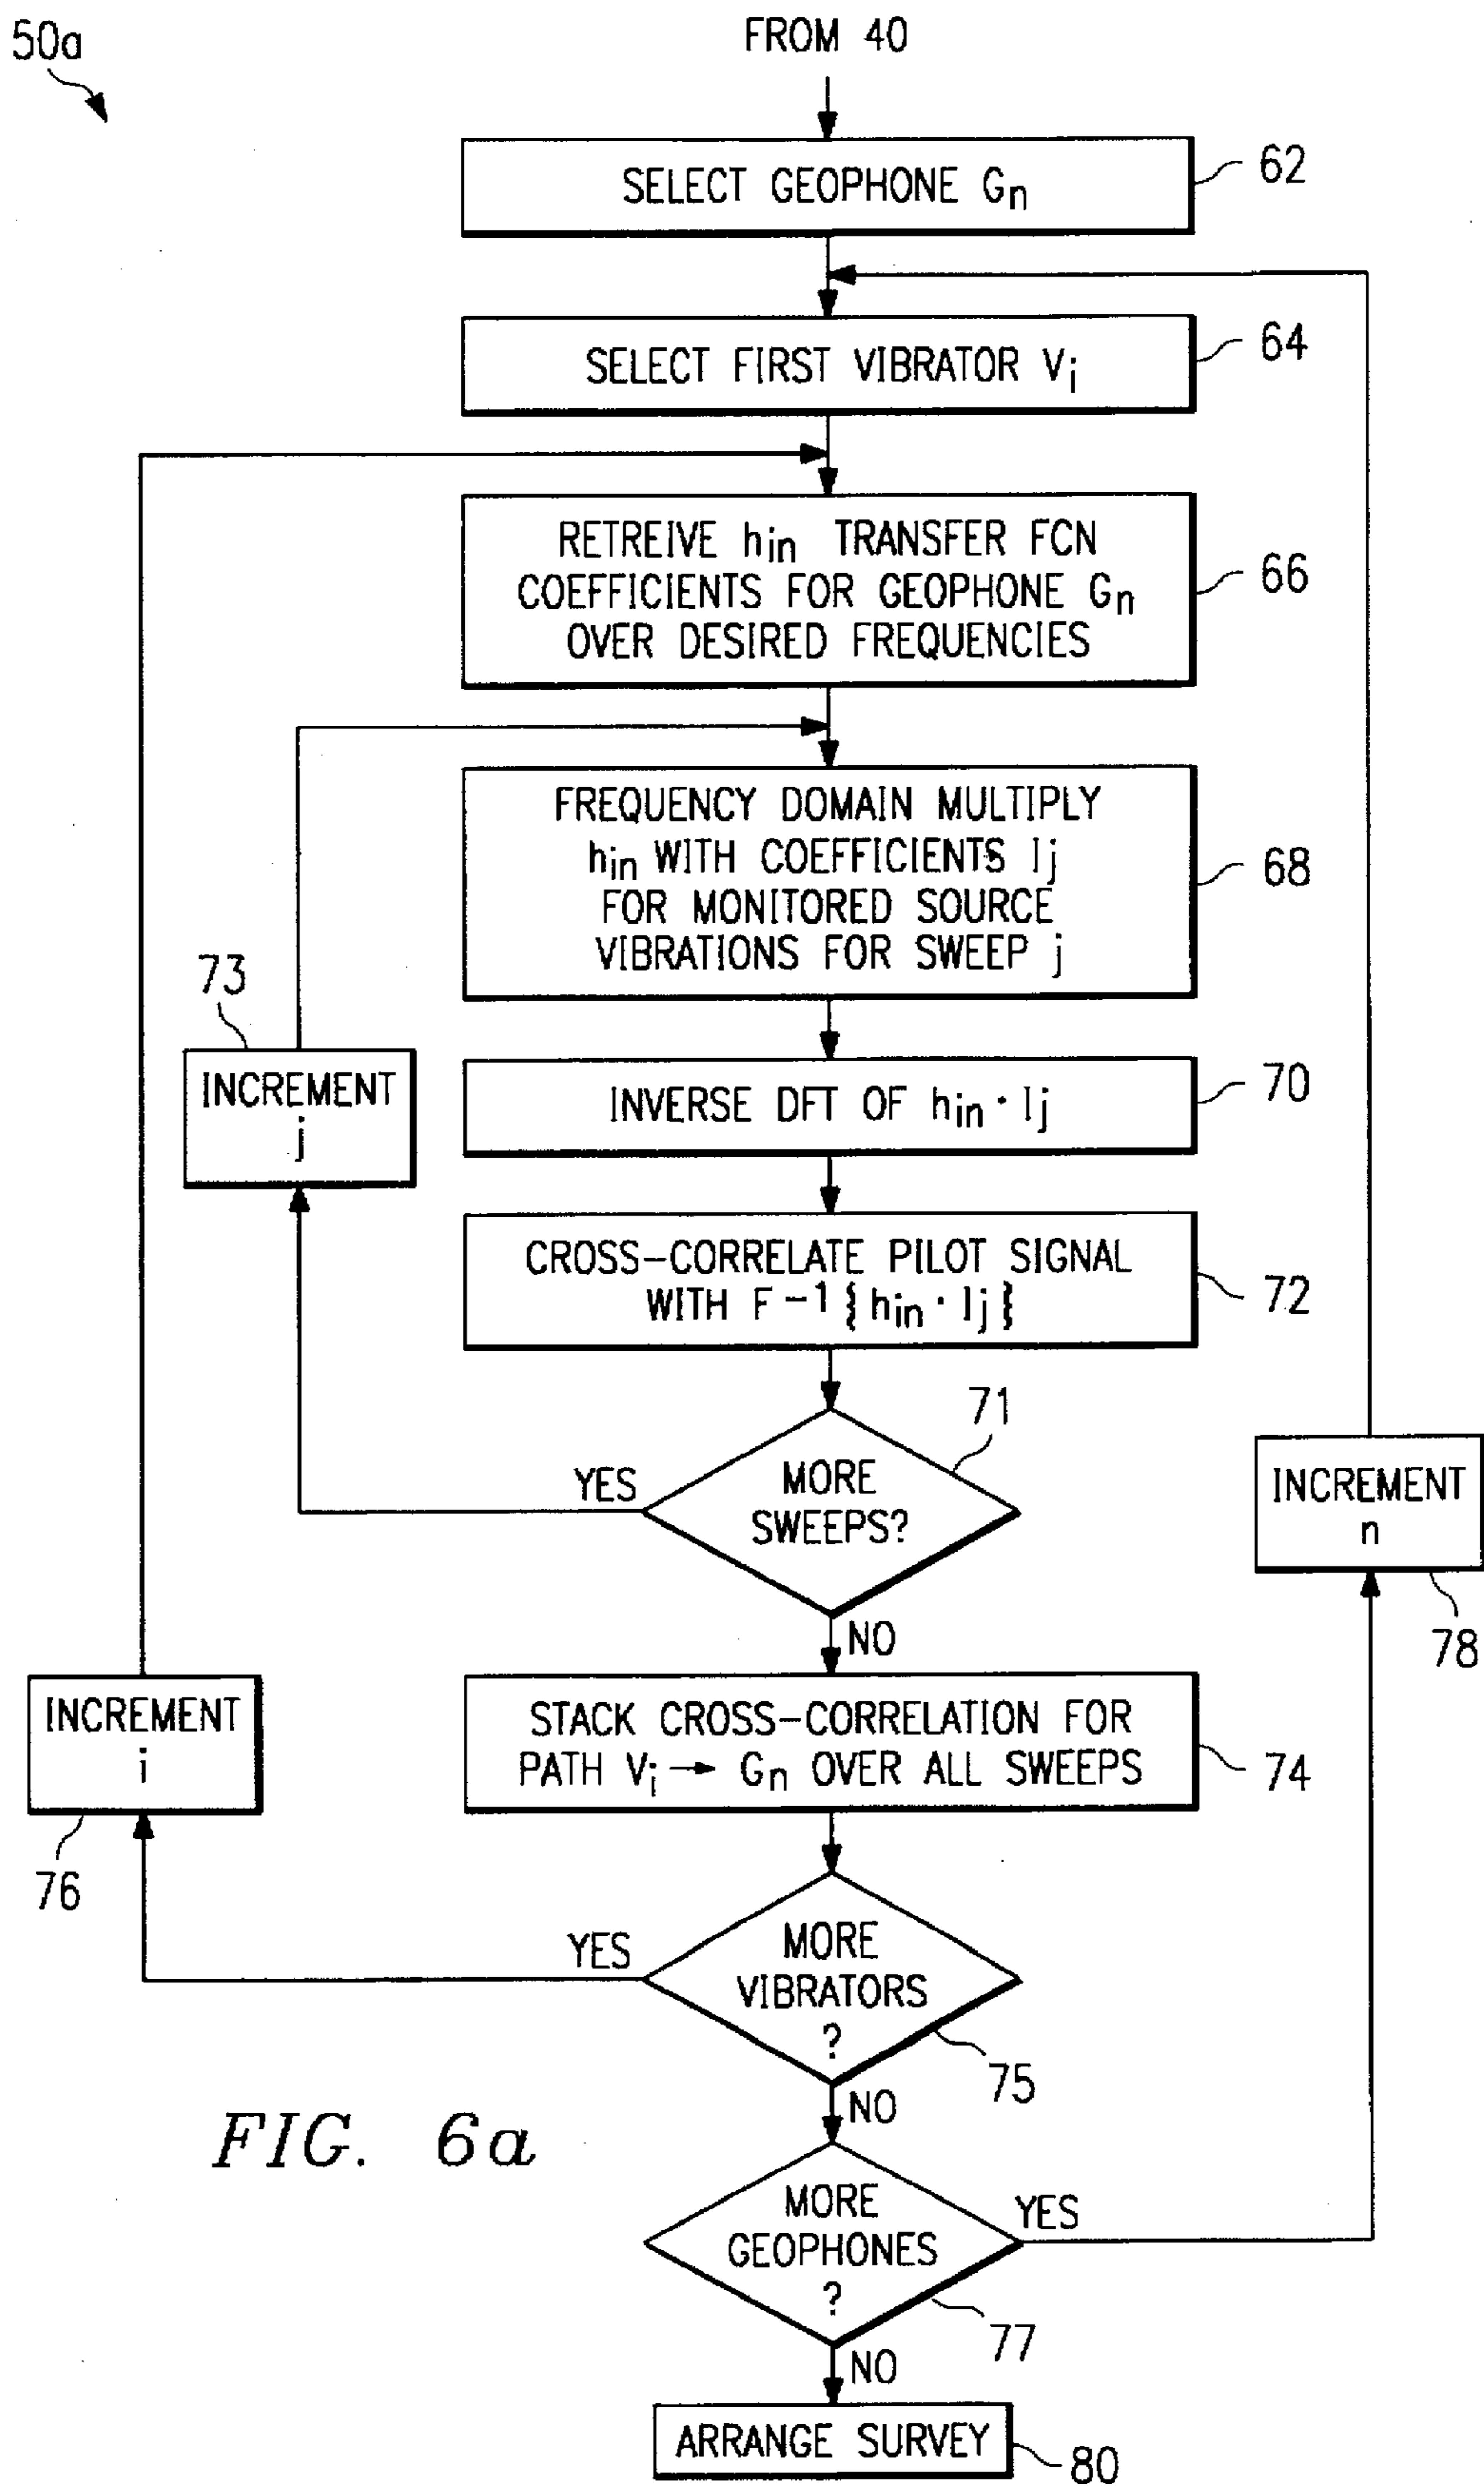 50a
FROM 40
SELECT GEOPHONE Gn
62
SELECT FIRST VIBRATOR Vi
64
RETREIVE hin TRANSFER FCN
COEFFICIENTS FOR GEOPHONE Gn
OVER DESIRED FREQUENCIES
66
FREQUENCY DOMAIN MULTIPLY
hin WITH COEFFICIENTS Ij
FOR MONITORED SOURCE
VIBRATIONS FOR SWEEP j
68
73
INCREMENT
j
INVERSE DFT OF hin · Ij
70
CROSS-CORRELATE PILOT SIGNAL
WITH F-1 {hin · Ij}
72
71
MORE
SWEEPS?
YES
NO
INCREMENT
n
78
STACK CROSS-CORRELATION FOR
PATH Vi → Gn OVER ALL SWEEPS
74
INCREMENT
i
76
MORE
VIBRATORS
?
YES
75
NO
FIG. 6a
MORE
GEOPHONES
?
YES
77
NO
ARRANGE SURVEY
80